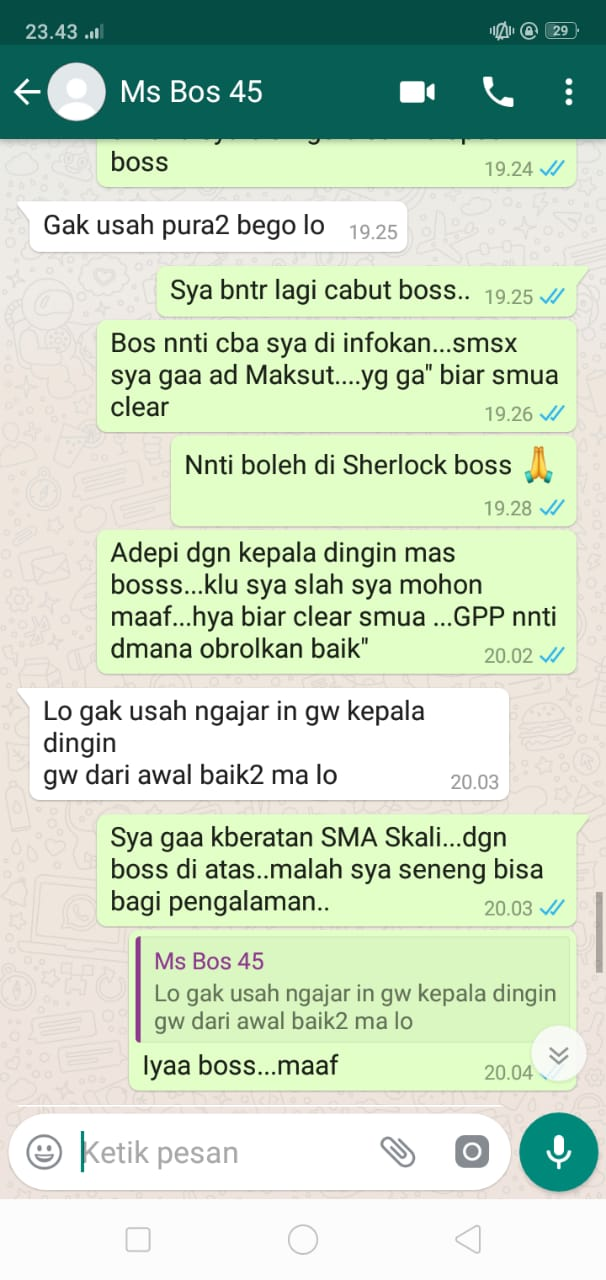 23.43
29
Ms Bos 45
boss
19.24
Gak usah pura2 bego lo
19.25
Sya bntr lagi cabut boss..
19.25
Bos nnti cba sya di infokan...smsx
sya gaa ad Maksut....yg ga" biar smua
clear
19.26
Nnti boleh di Sherlock boss 🙏
19.28
Adepi dgn kepala dingin mas
bosss...klu sya slah sya mohon
maaf...hya biar clear smua ...GPP nnti
dmana obrolkan baik"
20.02
Lo gak usah ngajar in gw kepala
dingin
gw dari awal baik2 ma lo
20.03
Sya gaa kberatan SMA Skali...dgn
boss di atas..malah sya seneng bisa
bagi pengalaman..
20.03
Ms Bos 45
Lo gak usah ngajar in gw kepala dingin
gw dari awal baik2 ma lo
Iyaa boss...maaf
20.04
Ketik pesan